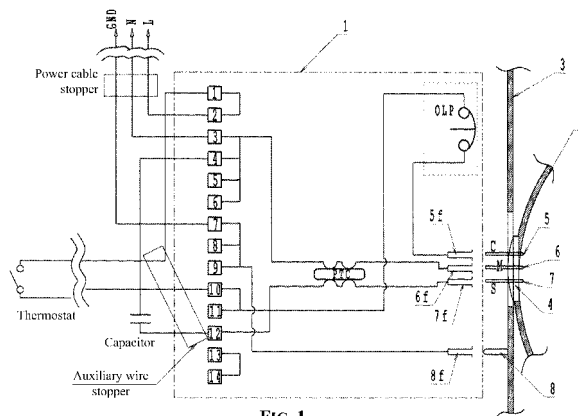 GND
N
L
Power cable
stopper
1
3
1
2
3
4
5
6
7
8
9
10
11
12
13
14
OLP
PTC
5f
6f
7f
8f
C
M
S
5
6
7
4
8
Thermostat
Capacitor
Auxiliary wire
stopper
FIG. 1